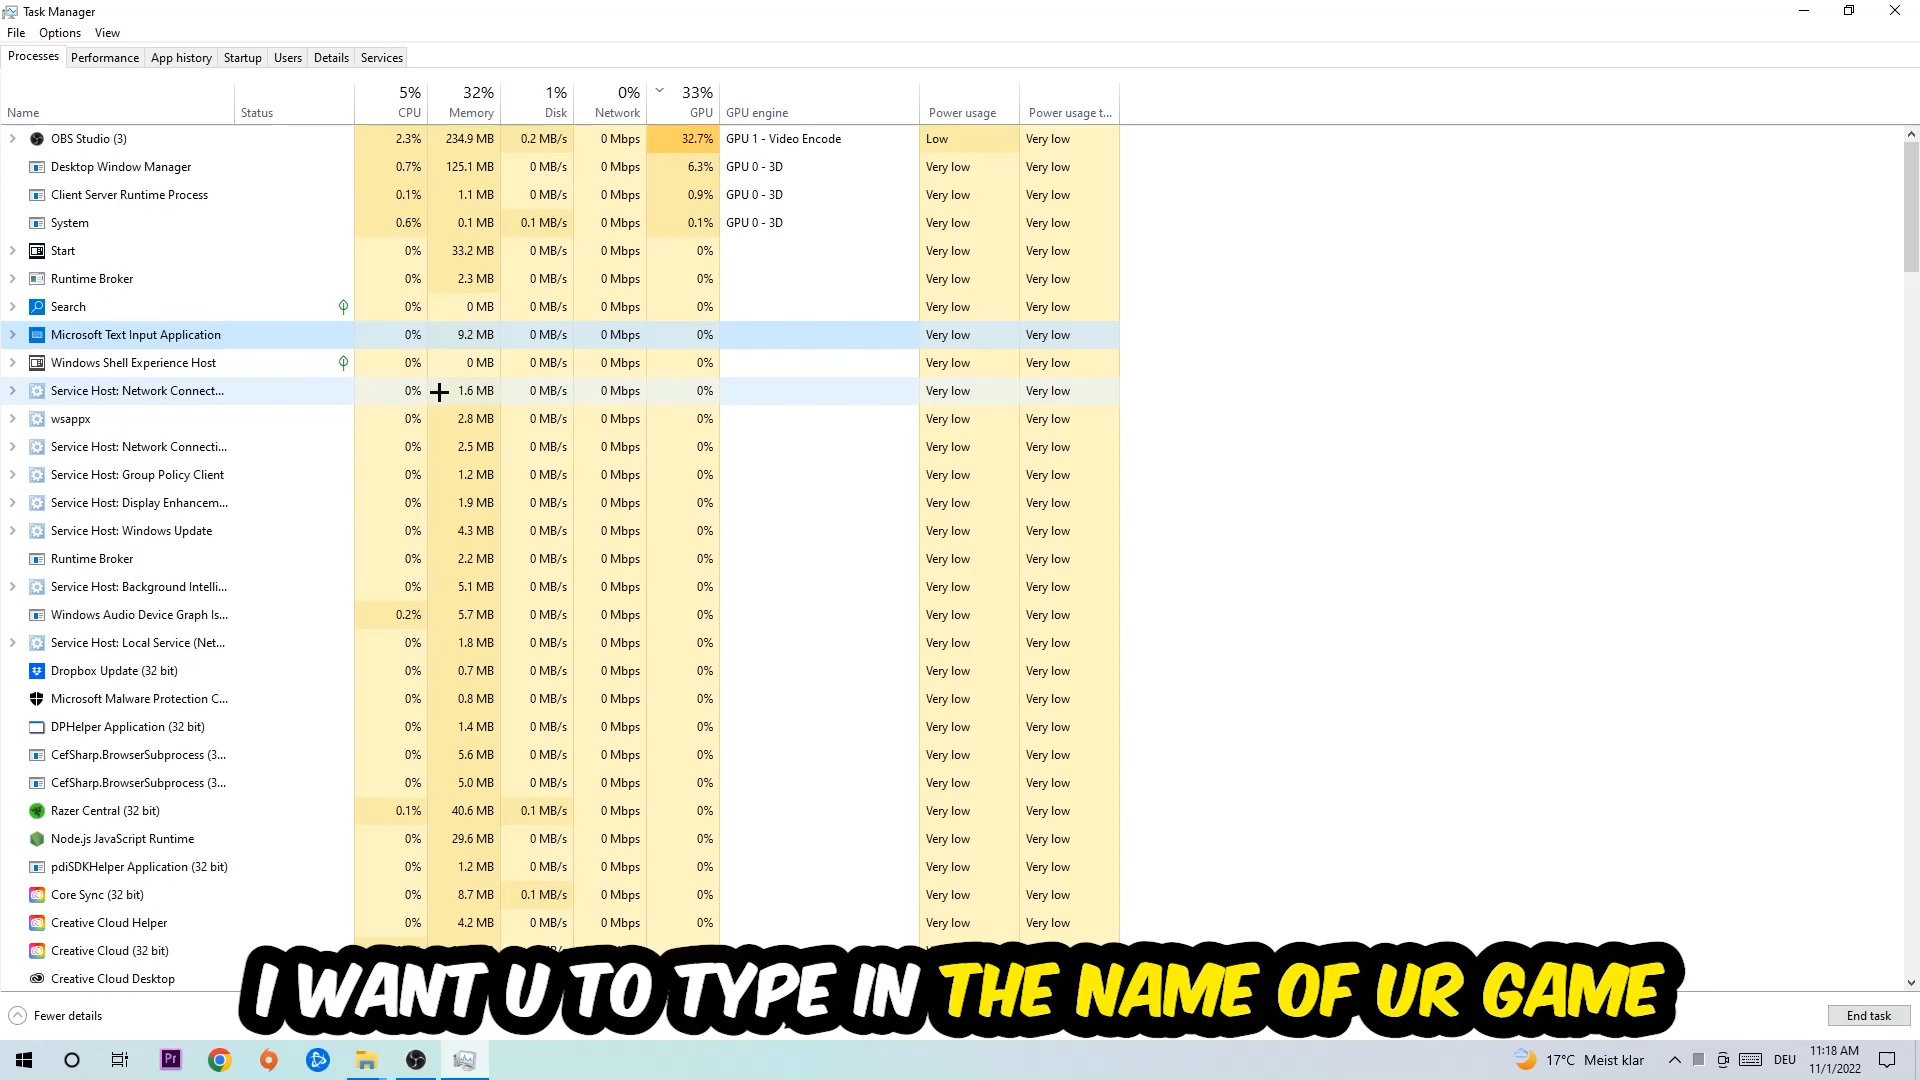 Task Manager
File Options View
Processes Performance App history Startup Users Details Services
5% 32% 1% 0% 33%
Name Status CPU Memory Disk Network GPU GPU engine Power usage Power usage t...
OBS Studio (3) 2.3% 234.9 MB 0.2 MB/s 0 Mbps 32.7% GPU 1 - Video Encode Low Very low
Desktop Window Manager 0.7% 125.1 MB 0 MB/s 0 Mbps 6.3% GPU 0 - 3D Very low Very low
Client Server Runtime Process 0.1% 1.1 MB 0 MB/s 0 Mbps 0.9% GPU 0 - 3D Very low Very low
System 0.6% 0.1 MB 0.1 MB/s 0 Mbps 0.1% GPU 0 - 3D Very low Very low
Start 0% 33.2 MB 0 MB/s 0 Mbps 0% Very low Very low
Runtime Broker 0% 2.3 MB 0 MB/s 0 Mbps 0% Very low Very low
Search 0% 0 MB 0 MB/s 0 Mbps 0% Very low Very low
Microsoft Text Input Application 0% 9.2 MB 0 MB/s 0 Mbps 0% Very low Very low
Windows Shell Experience Host 0% 0 MB 0 MB/s 0 Mbps 0% Very low Very low
Service Host: Network Connect... 0% 1.6 MB 0 MB/s 0 Mbps 0% Very low Very low
wsappx 0% 2.8 MB 0 MB/s 0 Mbps 0% Very low Very low
Service Host: Network Connecti... 0% 2.5 MB 0 MB/s 0 Mbps 0% Very low Very low
Service Host: Group Policy Client 0% 1.2 MB 0 MB/s 0 Mbps 0% Very low Very low
Service Host: Display Enhancem... 0% 1.9 MB 0 MB/s 0 Mbps 0% Very low Very low
Service Host: Windows Update 0% 4.3 MB 0 MB/s 0 Mbps 0% Very low Very low
Runtime Broker 0% 2.2 MB 0 MB/s 0 Mbps 0% Very low Very low
Service Host: Background Intelli... 0% 5.1 MB 0 MB/s 0 Mbps 0% Very low Very low
Windows Audio Device Graph Is... 0.2% 5.7 MB 0 MB/s 0 Mbps 0% Very low Very low
Service Host: Local Service (Net... 0% 1.8 MB 0 MB/s 0 Mbps 0% Very low Very low
Dropbox Update (32 bit) 0% 0.7 MB 0 MB/s 0 Mbps 0% Very low Very low
Microsoft Malware Protection C... 0% 0.8 MB 0 MB/s 0 Mbps 0% Very low Very low
DPHelper Application (32 bit) 0% 1.4 MB 0 MB/s 0 Mbps 0% Very low Very low
CefSharp.BrowserSubprocess (3... 0% 5.6 MB 0 MB/s 0 Mbps 0% Very low Very low
CefSharp.BrowserSubprocess (3... 0% 5.0 MB 0 MB/s 0 Mbps 0% Very low Very low
Razer Central (32 bit) 0.1% 40.6 MB 0.1 MB/s 0 Mbps 0% Very low Very low
Node.js JavaScript Runtime 0% 29.6 MB 0 MB/s 0 Mbps 0% Very low Very low
pdiSDKHelper Application (32 bit) 0% 1.2 MB 0 MB/s 0 Mbps 0% Very low Very low
Core Sync (32 bit) 0% 8.7 MB 0.1 MB/s 0 Mbps 0% Very low Very low
Creative Cloud Helper 0% 4.2 MB 0 MB/s 0 Mbps 0% Very low Very low
Creative Cloud (32 bit)
Creative Cloud Desktop
I WANT U TO TYPE IN THE NAME OF UR GAME
Fewer details End task
Pr 17°C Meist klar DEU 11:18 AM
11/1/2022